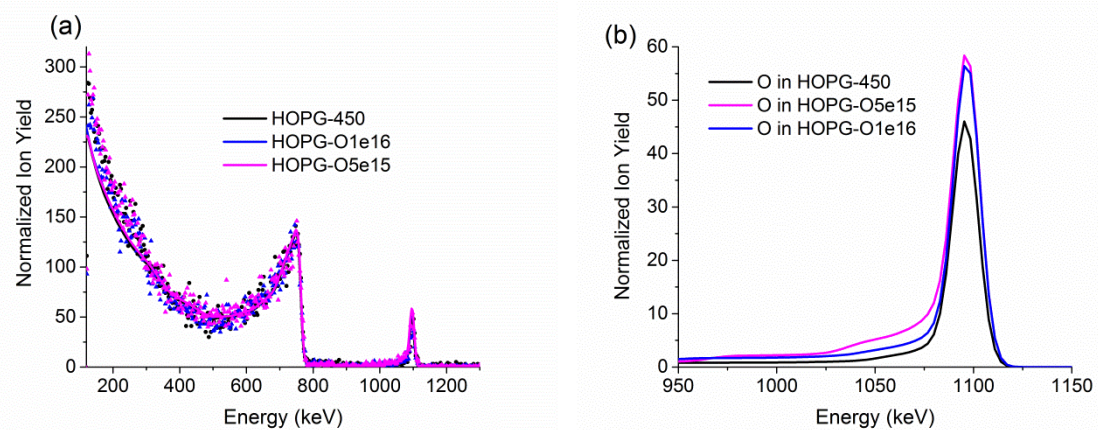 (a)
Normalized Ion Yield
300
250
200
150
100
50
0
HOPG-450
HOPG-O1e16
HOPG-O5e15
200 400 600 800 1000 1200
Energy (keV)
(b)
Normalized Ion Yield
60
50
40
30
20
10
0
O in HOPG-450
O in HOPG-O5e15
O in HOPG-O1e16
950 1000 1050 1100 1150
Energy (keV)